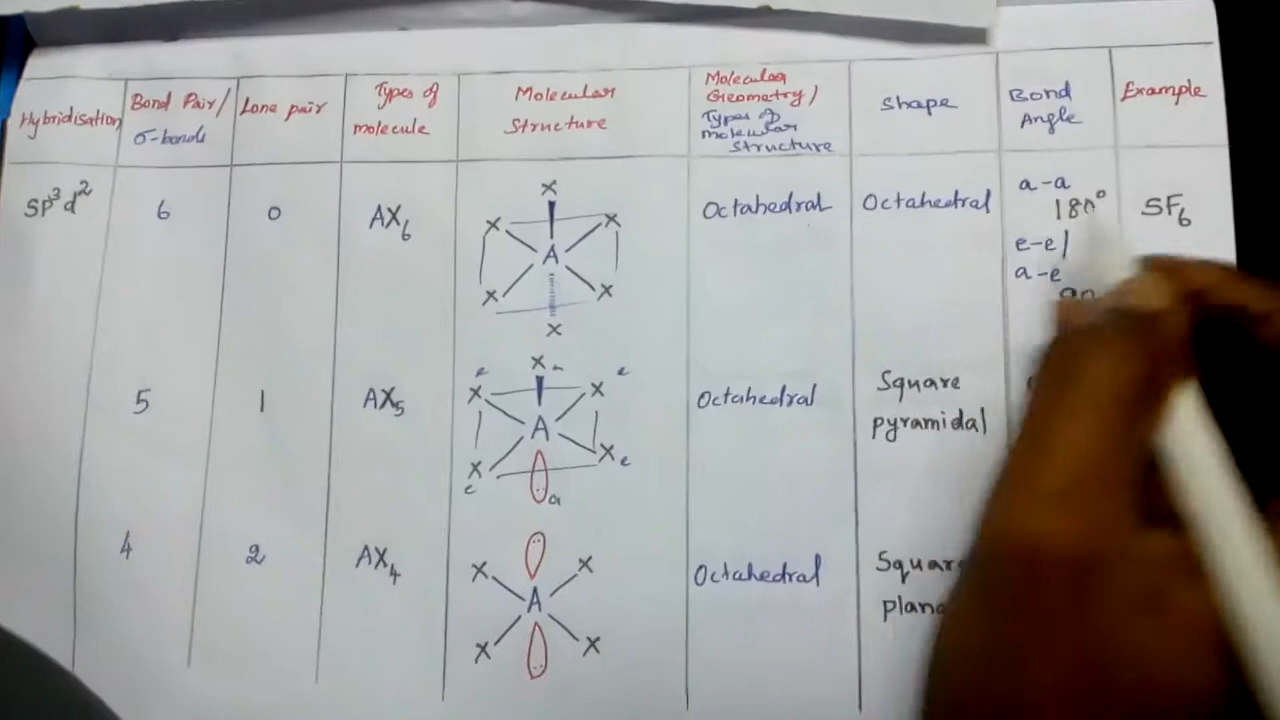 Hybridisation
Bond Pair/
σ-bonds
Lone pair
Types of
molecule
Molecular
Structure
Molecular
Geometry/
Types of
molecular
structure
Shape
Bond
Angle
Example
SP³d²
6
0
AX₆
X
X X
A
X X
X
Octahedral
Octahedral
a-a
180°
e-e/
a-e
SF₆
5
1
AX₅
X a
e e
X X
A
X X e
e a
Octahedral
Square
pyramidal
4
2
AX₄
X X
A
X X
Octahedral